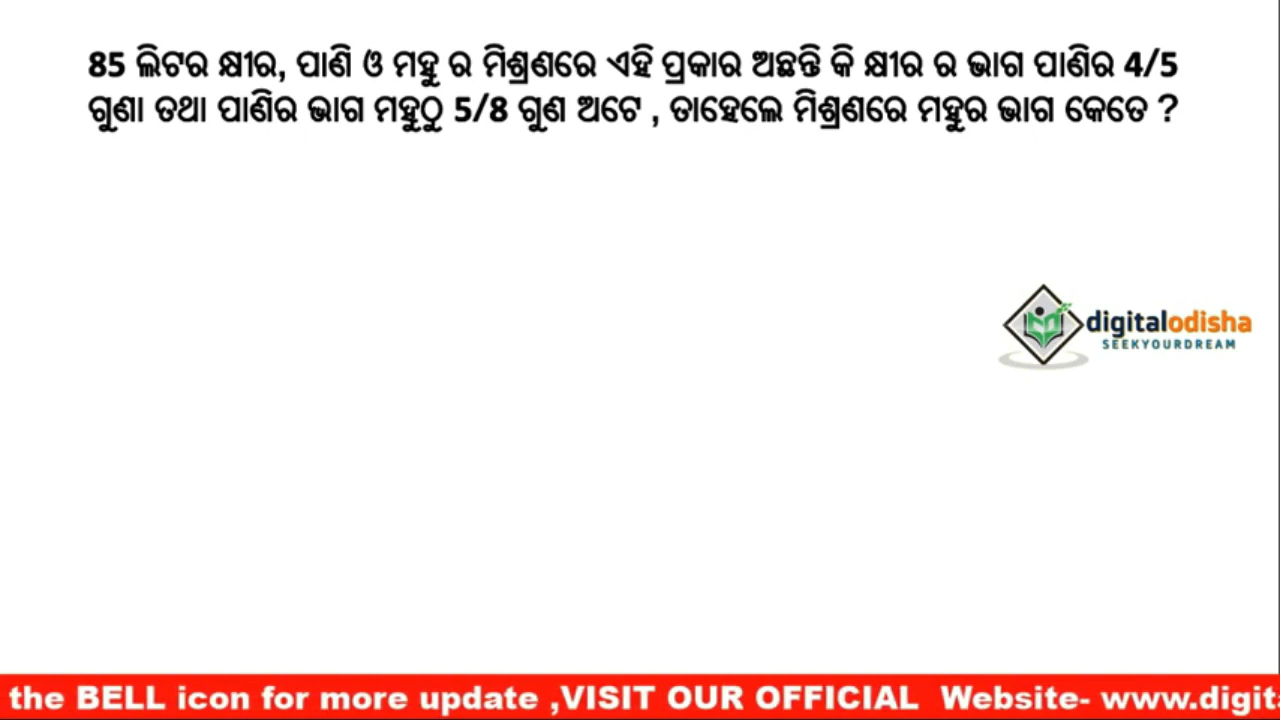 85 ଲିଟର କ୍ଷୀର, ପାଣି ଓ ମହୁ ର ମିଶ୍ରଣରେ ଏହି ପ୍ରକାର ଅଛନ୍ତି କି କ୍ଷୀର ର ଭାଗ ପାଣିର 4/5
ଗୁଣା ତଥା ପାଣିର ଭାଗ ମହୁଠୁ 5/8 ଗୁଣ ଅଟେ , ତାହେଲେ ମିଶ୍ରଣରେ ମହୁର ଭାଗ କେତେ ?
digitalodisha
SEEKYOURDREAM
the BELL icon for more update ,VISIT OUR OFFICIAL Website- www.digit